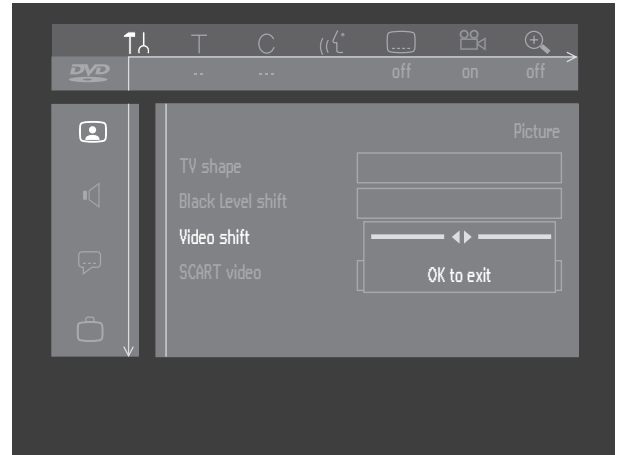 T C
DVD -- --- off on off
Picture
TV shape
Black Level shift
Video shift
SCART video
OK to exit